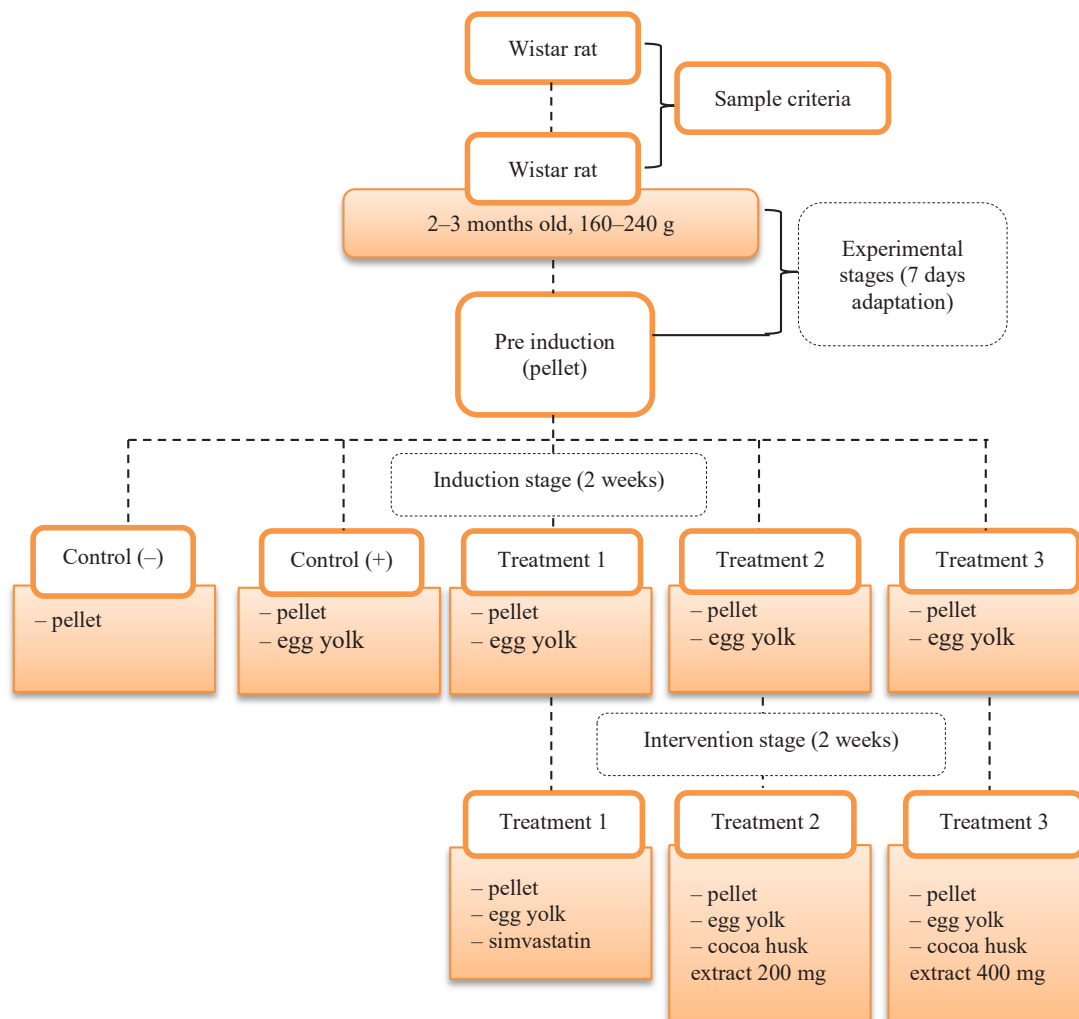 Wistar rat
Sample criteria
Wistar rat
2–3 months old, 160–240 g
Experimental
stages (7 days
adaptation)
Pre induction
(pellet)
Induction stage (2 weeks)
Control (–)
– pellet
Control (+)
– pellet
– egg yolk
Treatment 1
– pellet
– egg yolk
Treatment 2
– pellet
– egg yolk
Treatment 3
– pellet
– egg yolk
Intervention stage (2 weeks)
Treatment 1
– pellet
– egg yolk
– simvastatin
Treatment 2
– pellet
– egg yolk
– cocoa husk
extract 200 mg
Treatment 3
– pellet
– egg yolk
– cocoa husk
extract 400 mg